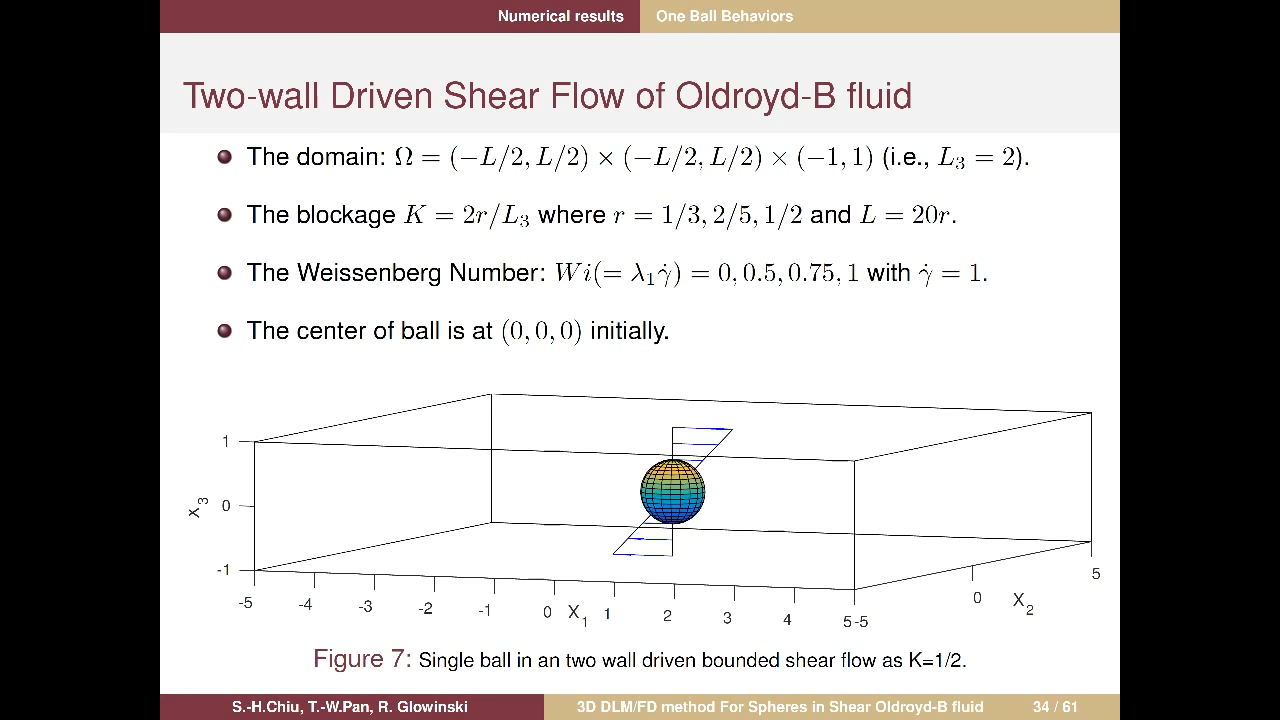 Numerical results One Ball Behaviors
Two-wall Driven Shear Flow of Oldroyd-B fluid
The domain: Ω = (−L/2, L/2) × (−L/2, L/2) × (−1, 1) (i.e., L₃ = 2).
The blockage K = 2r/L₃ where r = 1/3, 2/5, 1/2 and L = 20r.
The Weissenberg Number: Wi(= λ₁γ̇) = 0, 0.5, 0.75, 1 with γ̇ = 1.
The center of ball is at (0, 0, 0) initially.
1
0
-1
X₃
-5 -4 -3 -2 -1 0 X₁ 1 2 3 4 5
-5 0 X₂ 5
Figure 7: Single ball in an two wall driven bounded shear flow as K=1/2.
S.-H.Chiu, T.-W.Pan, R. Glowinski 3D DLM/FD method For Spheres in Shear Oldroyd-B fluid 34 / 61